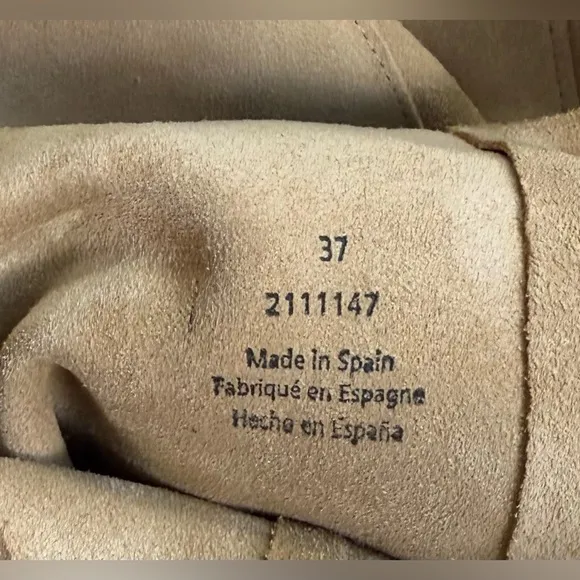 37
2111147
Made in Spain
Fabriqué en Espagne
Hecho en España